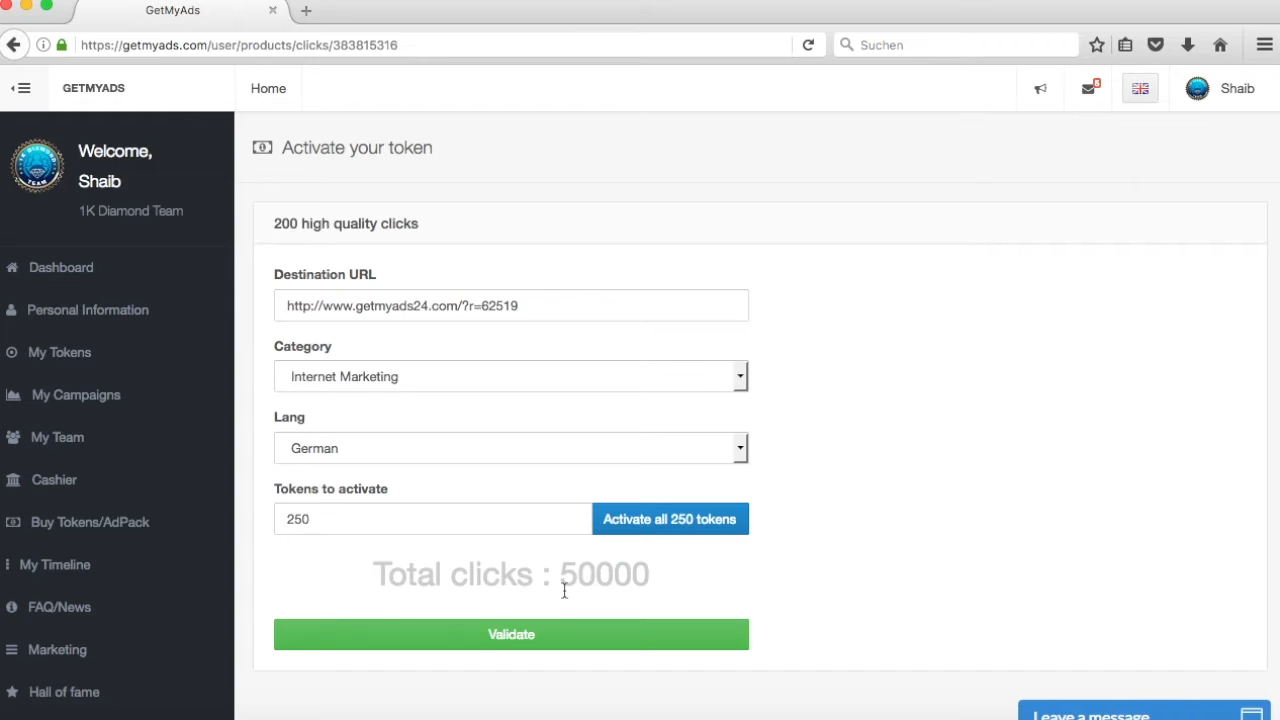 GetMyAds
https://getmyads.com/user/products/clicks/383815316
Suchen
GETMYADS
Home
5
Shaib
Welcome,
Shaib
1K Diamond Team
Dashboard
Personal Information
My Tokens
My Campaigns
My Team
Cashier
Buy Tokens/AdPack
My Timeline
FAQ/News
Marketing
Hall of fame
Activate your token
200 high quality clicks
Destination URL
http://www.getmyads24.com/?r=62519
Category
Internet Marketing
Lang
German
Tokens to activate
250
Activate all 250 tokens
Total clicks : 50000
Validate
Leave a message